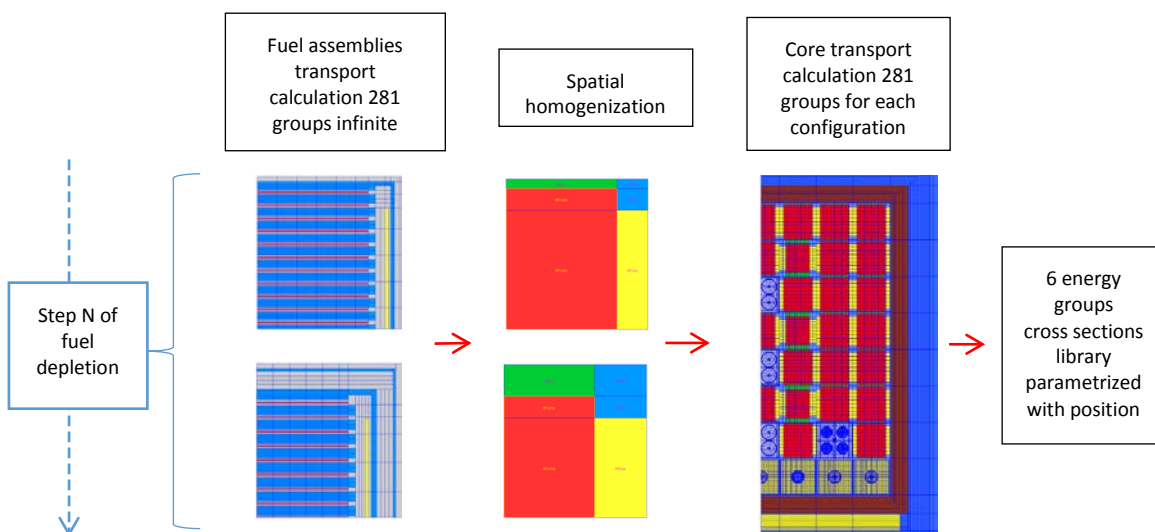 Fuel assemblies
transport
calculation 281
groups infinite
Spatial
homogenization
Core transport
calculation 281
groups for each
configuration
Step N of
fuel
depletion
6 energy
groups
cross sections
library
parametrized
with position